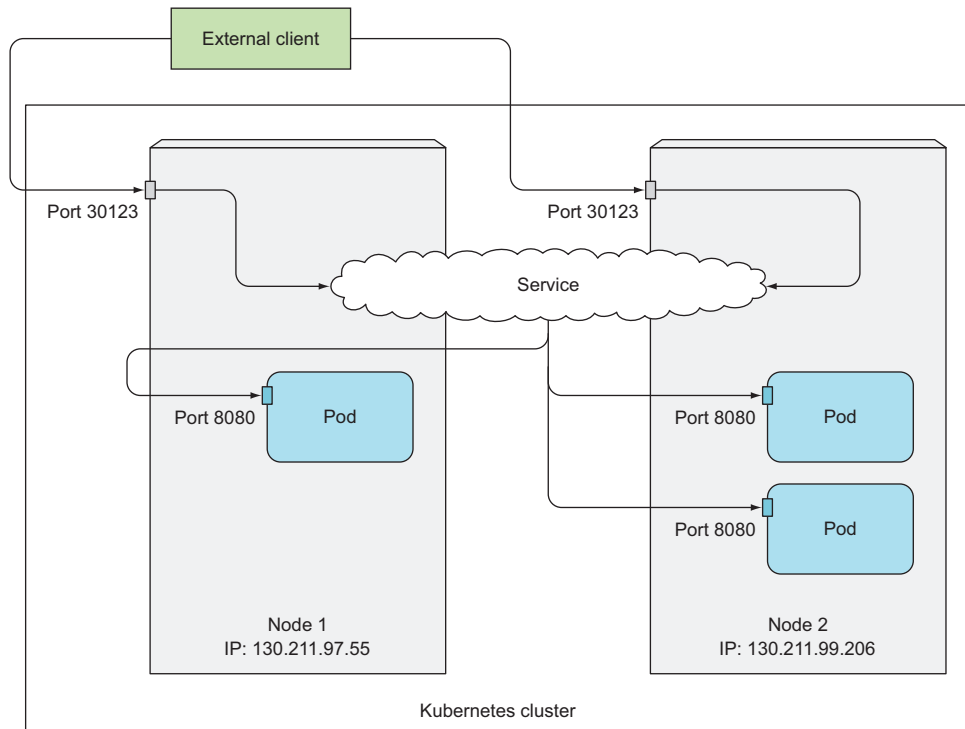 External client
Port 30123
Port 30123
Service
Port 8080
Pod
Port 8080
Pod
Port 8080
Pod
Node 1
IP: 130.211.97.55
Node 2
IP: 130.211.99.206
Kubernetes cluster